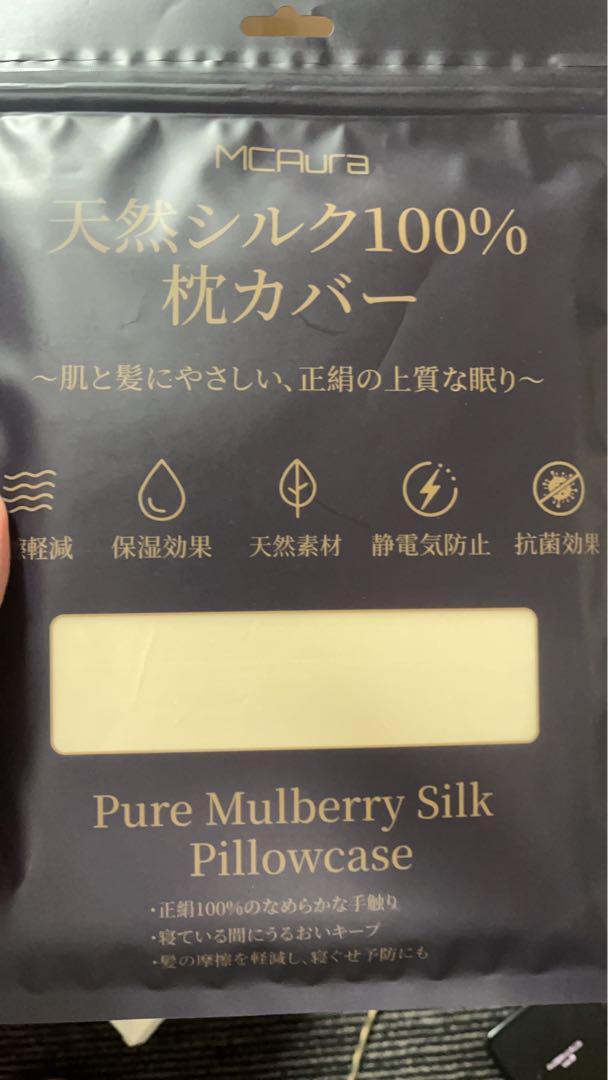 MCAura
天然シルク100%
枕カバー
～肌と髪にやさしい、正絹の上質な眠り～
擦軽減 保湿効果 天然素材 静電気防止 抗菌効果
Pure Mulberry Silk
Pillowcase
・正絹100%のなめらかな手触り
・寝ている間にうるおいキープ
・髪の摩擦を軽減し、寝ぐせ予防にも